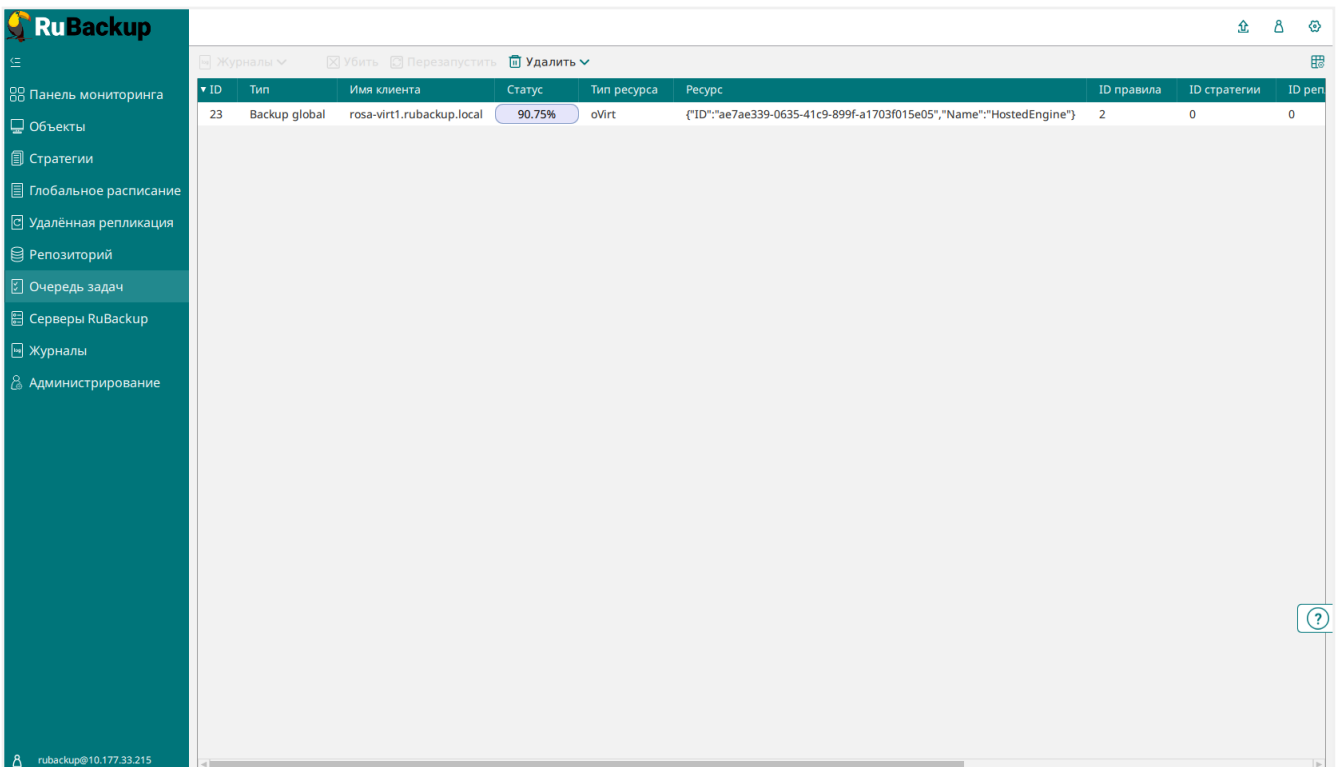 RuBackup
Журналы Убить Перезапустить Удалить
Панель мониторинга
Объекты
Стратегии
Глобальное расписание
Удалённая репликация
Репозиторий
Очередь задач
Серверы RuBackup
Журналы
Администрирование
rubackup@10.177.33.215
ID Тип Имя клиента Статус Тип ресурса Ресурс ID правила ID стратегии ID реп
23 Backup global rosa-virt1.rubackup.local 90.75% oVirt {"ID":"ae7ae339-0635-41c9-899f-a1703f015e05","Name":"HostedEngine"} 2 0 0
?